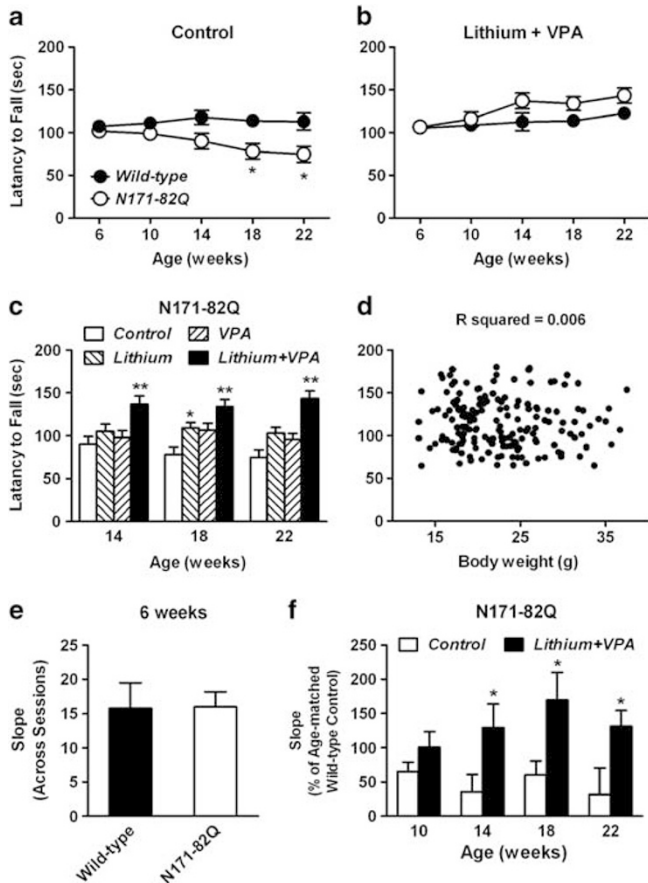 a
Control
Latancy to Fall (sec)
200
150
100
50
0
Wild-type
N171-82Q
*
*
6 10 14 18 22
Age (weeks)
b
Lithium + VPA
200
150
100
50
0
6 10 14 18 22
Age (weeks)
c
N171-82Q
Control VPA
Lithium Lithium+VPA
Latency to Fall (sec)
200
150
100
50
0
**
*
**
**
14 18 22
Age (weeks)
d
R squared = 0.006
200
150
100
50
0
15 25 35
Body weight (g)
e
6 weeks
Slope
(Across Sessions)
25
20
15
10
5
0
Wild-type
N171-82Q
f
N171-82Q
Control Lithium+VPA
Slope
(% of Age-matched
Wild-type Control)
250
200
150
100
50
0
*
*
*
10 14 18 22
Age (weeks)